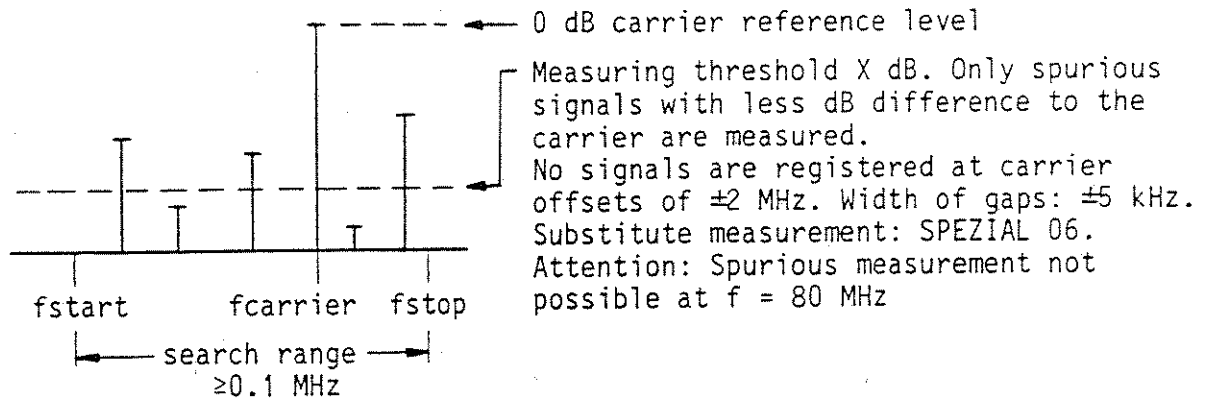 0 dB carrier reference level
Measuring threshold X dB. Only spurious
signals with less dB difference to the
carrier are measured.
No signals are registered at carrier
offsets of ±2 MHz. Width of gaps: ±5 kHz.
Substitute measurement: SPEZIAL 06.
Attention: Spurious measurement not
possible at f = 80 MHz
fstart fcarrier fstop
search range
≥0.1 MHz